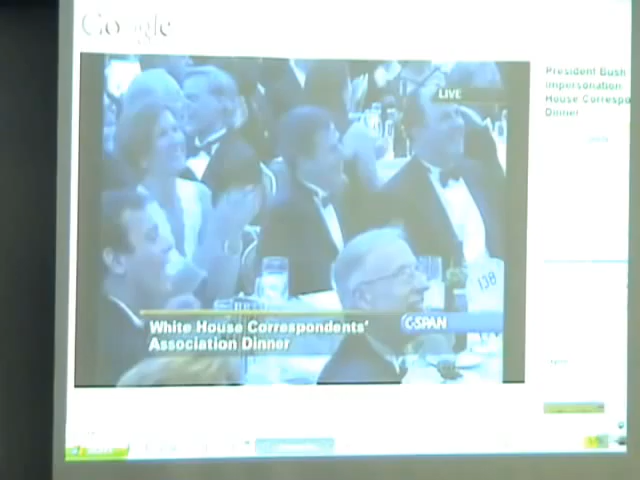 Google
President Bush
impersonation
House Correspo
Dinner
LIVE
138
C-SPAN
White House Correspondents'
Association Dinner